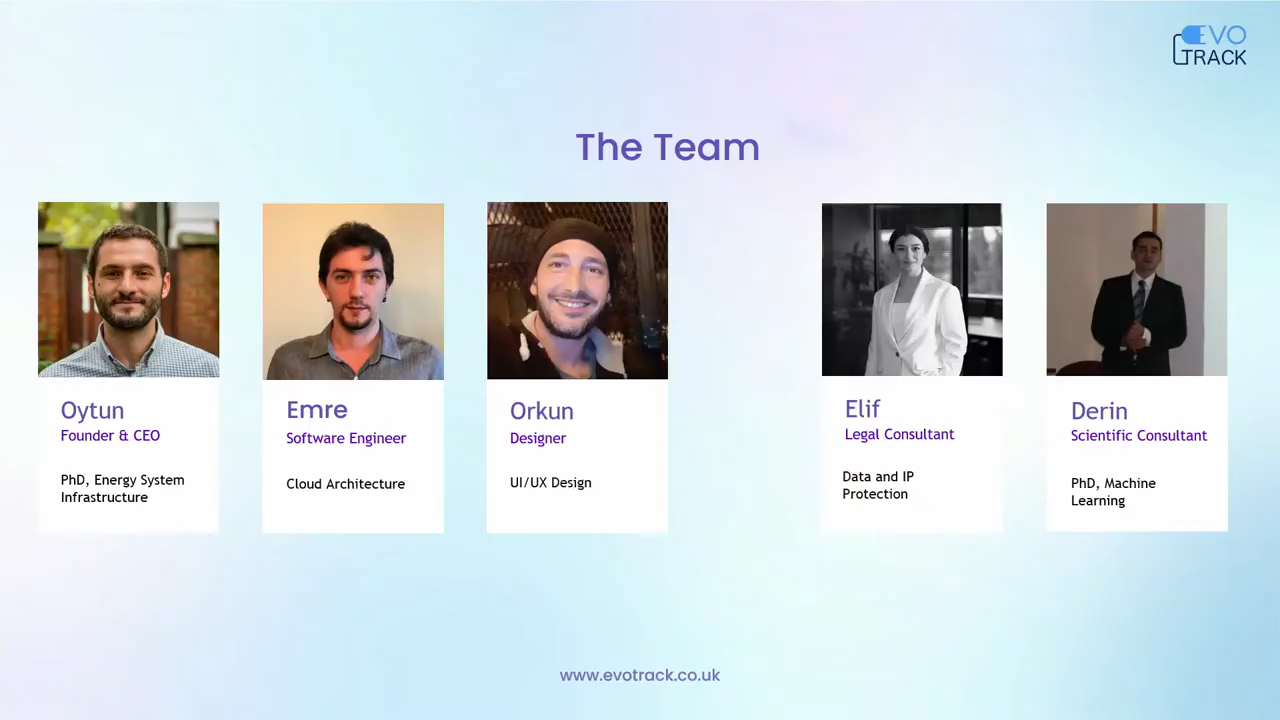 EVO
TRACK
The Team
Oytun
Founder & CEO
PhD, Energy System
Infrastructure
Emre
Software Engineer
Cloud Architecture
Orkun
Designer
UI/UX Design
Elif
Legal Consultant
Data and IP
Protection
Derin
Scientific Consultant
PhD, Machine
Learning
www.evotrack.co.uk